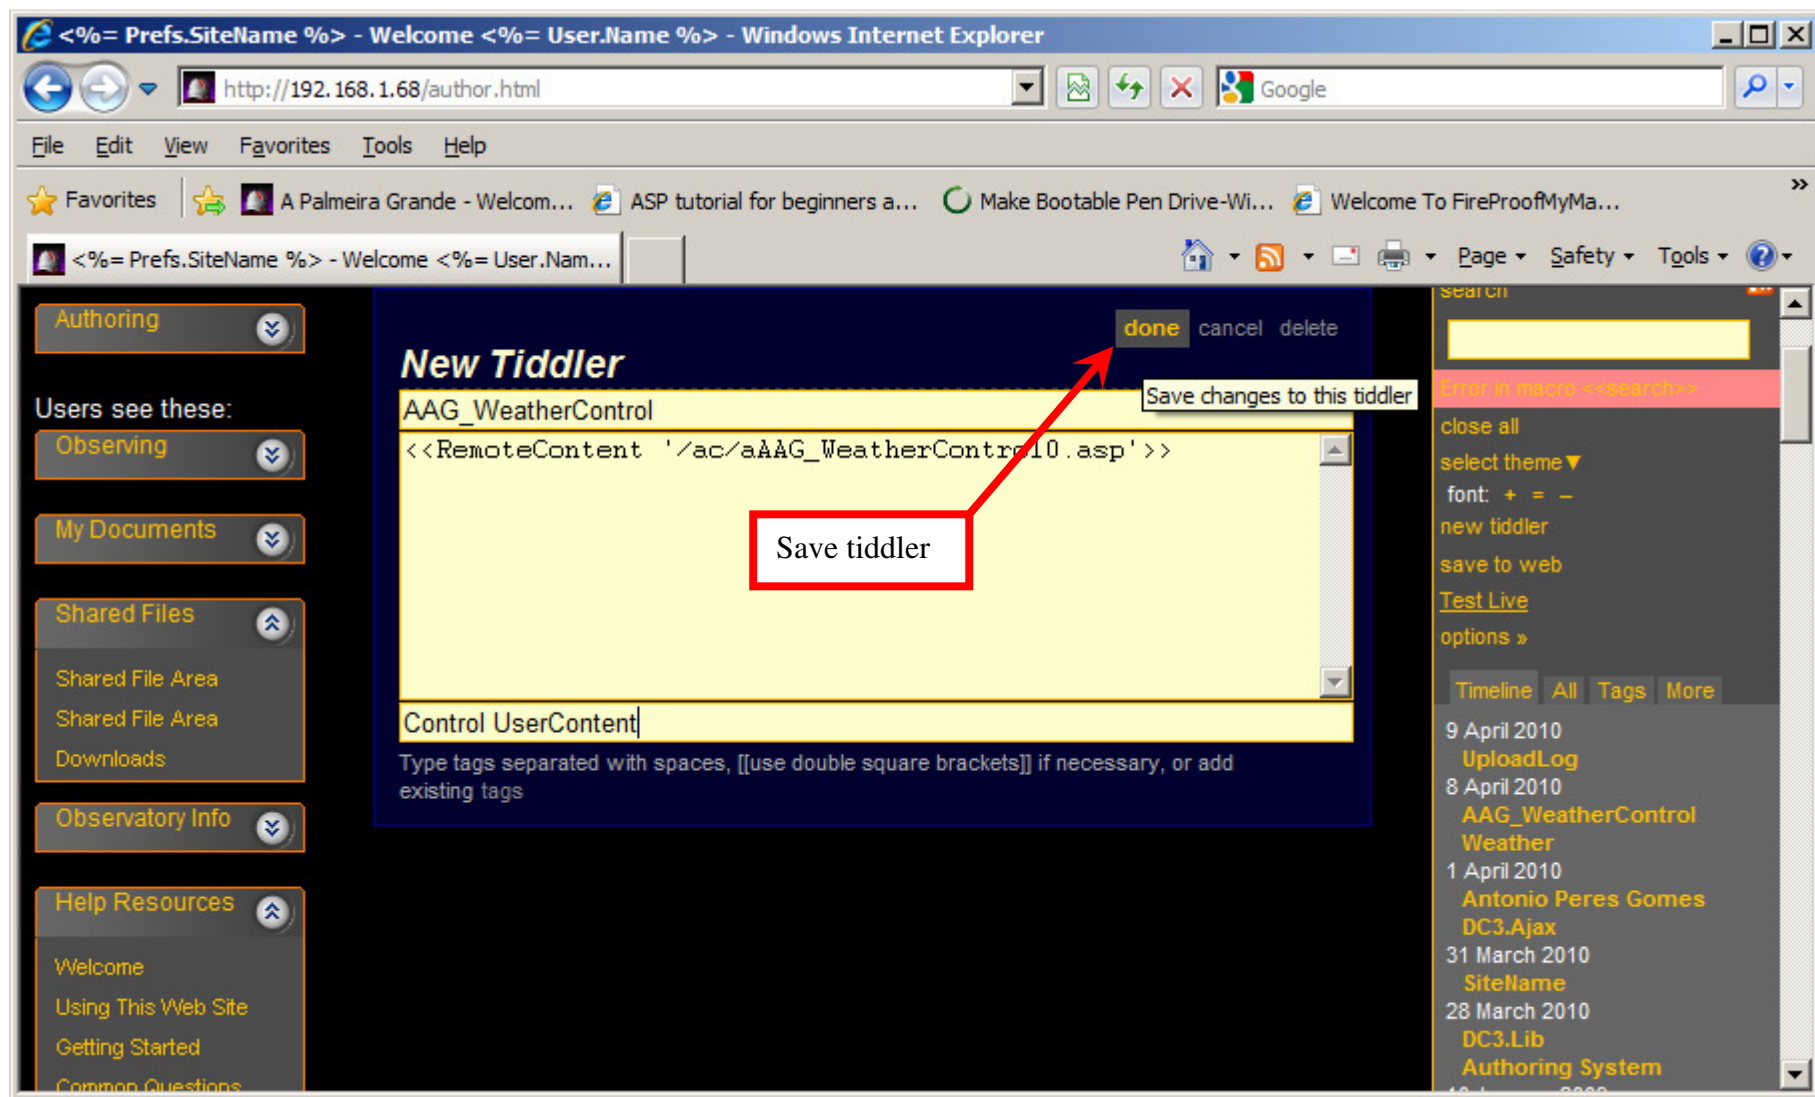 <%= Prefs.SiteName %> - Welcome <%= User.Name %> - Windows Internet Explorer
http://192.168.1.68/author.html
Google
File Edit View Favorites Tools Help
Favorites
A Palmeira Grande - Welcom...
ASP tutorial for beginners a...
Make Bootable Pen Drive-Wi...
Welcome To FireProofMyMa...
<%= Prefs.SiteName %> - Welcome <%= User.Nam...
Page Safety Tools
Authoring
Users see these:
Observing
My Documents
Shared Files
Shared File Area
Shared File Area
Downloads
Observatory Info
Help Resources
Welcome
Using This Web Site
Getting Started
Common Questions
done cancel delete
New Tiddler
Save changes to this tiddler
AAG_WeatherControl
<<RemoteContent '/ac/aAAG_WeatherControl0.asp'>>
Save tiddler
Control UserContent
Type tags separated with spaces, [[use double square brackets]] if necessary, or add
existing tags
search
Error in macro <<search>>
close all
select theme▼
font: + = –
new tiddler
save to web
Test Live
options »
Timeline All Tags More
9 April 2010
UploadLog
8 April 2010
AAG_WeatherControl
Weather
1 April 2010
Antonio Peres Gomes
DC3.Ajax
31 March 2010
SiteName
28 March 2010
DC3.Lib
Authoring System